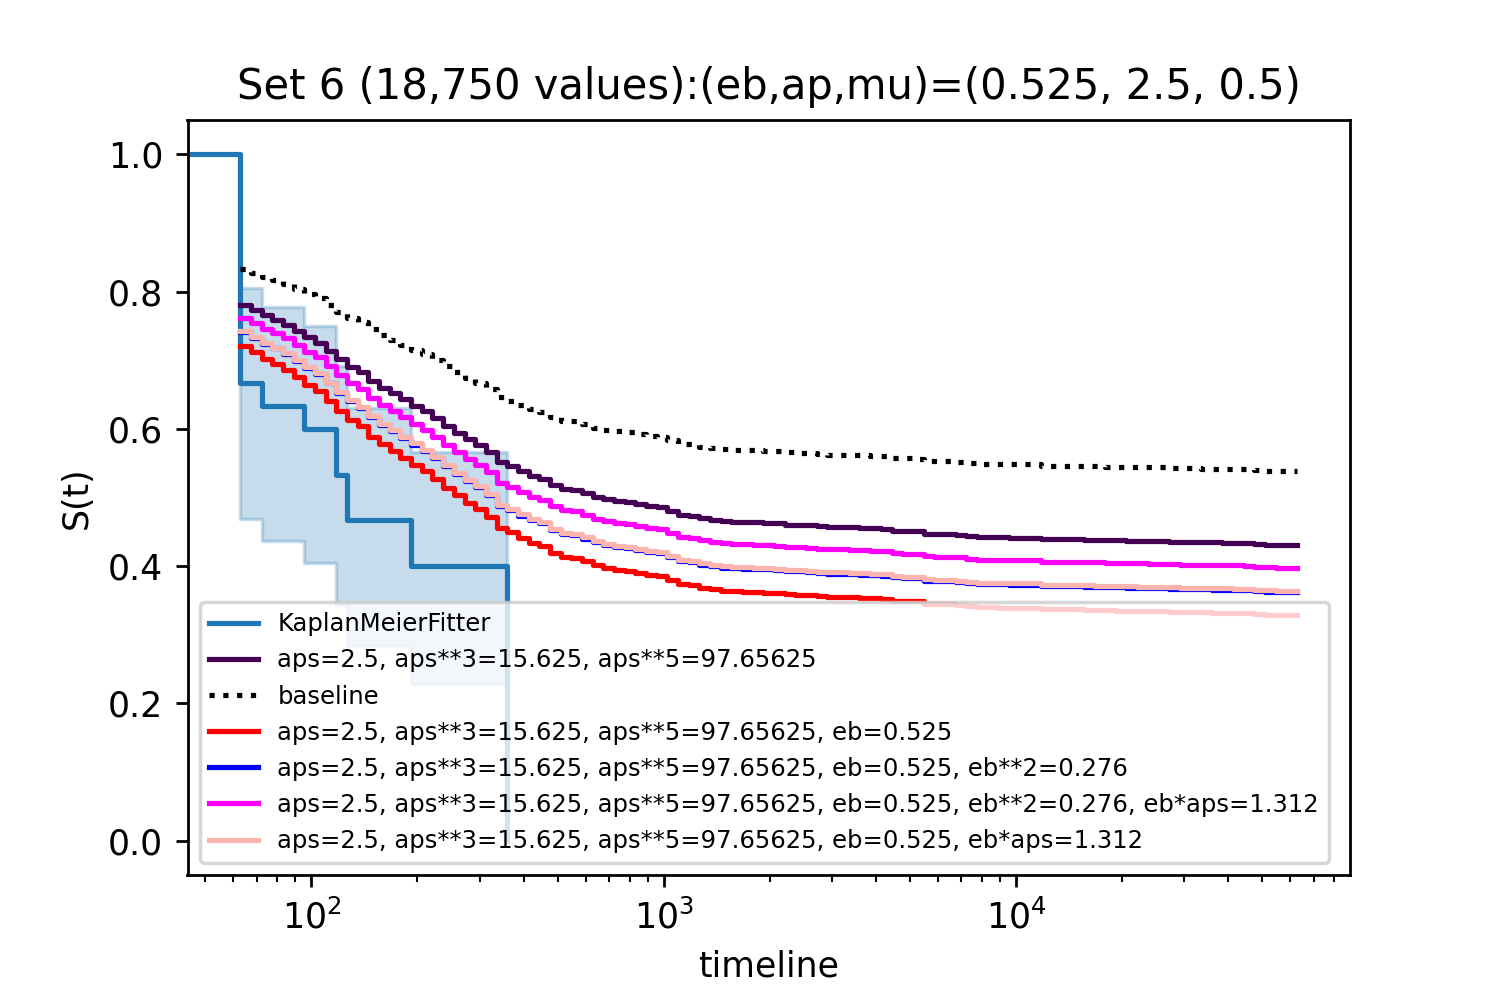 Set 6 (18,750 values):(eb,ap,mu)=(0.525, 2.5, 0.5)
1.0
0.8
0.6
0.4
0.2
0.0
S(t)
KaplanMeierFitter
aps=2.5, aps**3=15.625, aps**5=97.65625
baseline
aps=2.5, aps**3=15.625, aps**5=97.65625, eb=0.525
aps=2.5, aps**3=15.625, aps**5=97.65625, eb=0.525, eb**2=0.276
aps=2.5, aps**3=15.625, aps**5=97.65625, eb=0.525, eb**2=0.276, eb*aps=1.312
aps=2.5, aps**3=15.625, aps**5=97.65625, eb=0.525, eb*aps=1.312
10² 10³ 10⁴
timeline